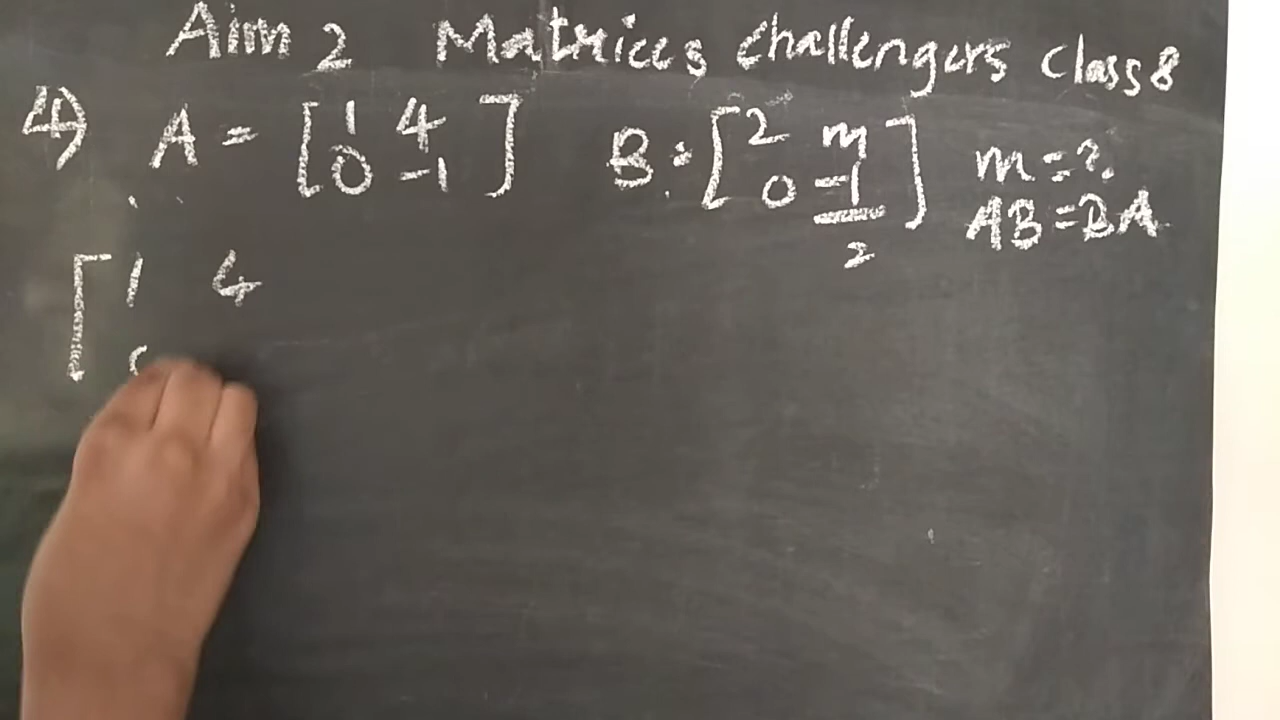 Aim 2 Matrices challengers Class 8
4) A = [ 1 4 ] B = [ 2 m ] m = ?
0 -1 0 -1/2 AB = BA
[ 1 4
0